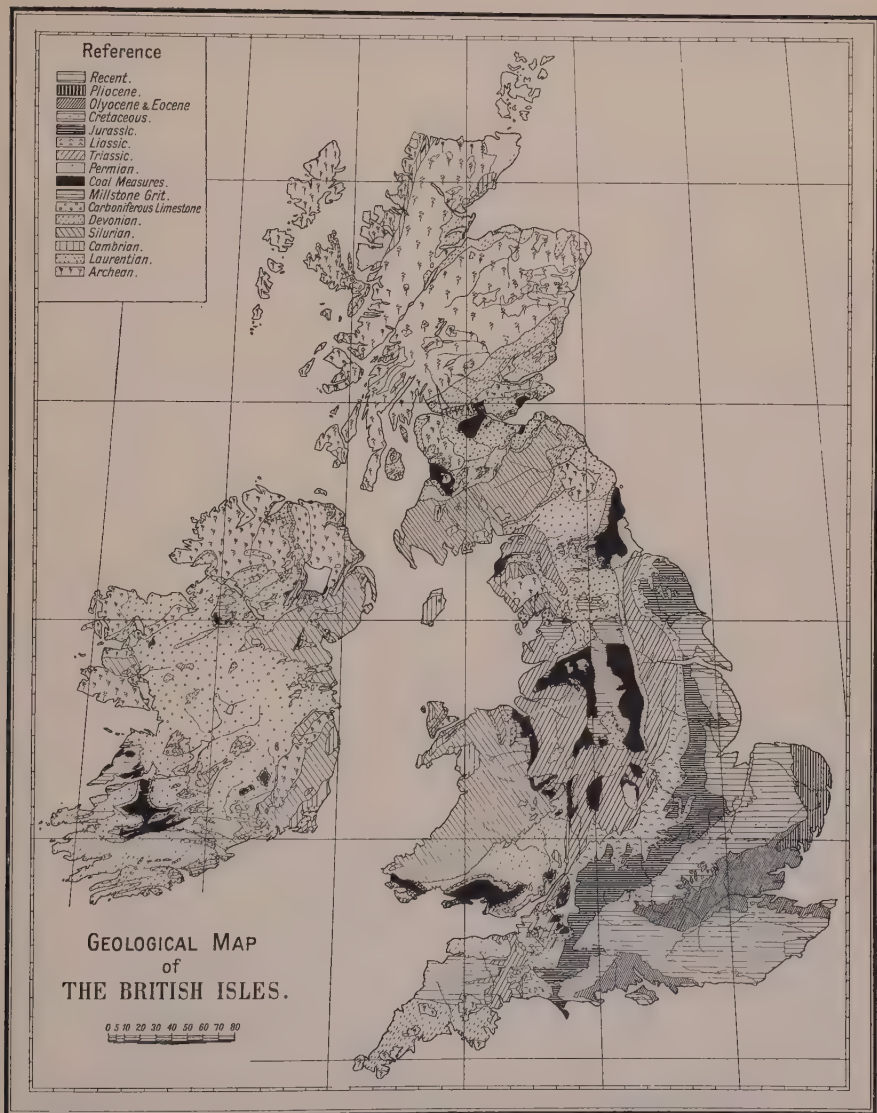 Reference
Recent.
Pliocene.
Olyocene & Eocene
Cretaceous.
Jurassic.
Liassic.
Triassic.
Permian.
Coal Measures.
Millstone Grit.
Carboniferous Limestone
Devonian.
Silurian.
Cambrian.
Laurentian.
Archean.
GEOLOGICAL MAP
of
THE BRITISH ISLES.
0 5 10 20 30 40 50 60 70 80